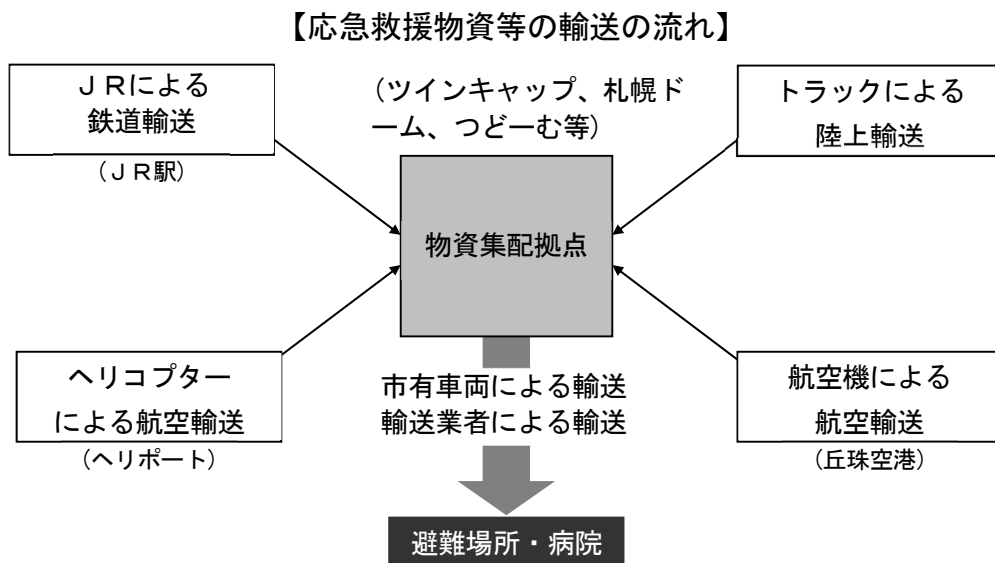 【応急救援物資等の輸送の流れ】
ＪＲによる
鉄道輸送
（ＪＲ駅）
（ツインキャップ、札幌ド
ーム、つどーむ等）
トラックによる
陸上輸送
物資集配拠点
ヘリコプター
による航空輸送
（ヘリポート）
市有車両による輸送
輸送業者による輸送
航空機による
航空輸送
（丘珠空港）
避難場所・病院